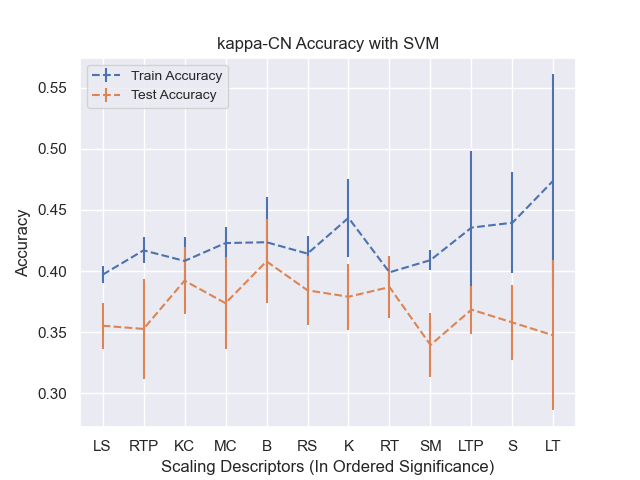 kappa-CN Accuracy with SVM
Train Accuracy
Test Accuracy
Accuracy
0.55
0.50
0.45
0.40
0.35
0.30
LS RTP KC MC B RS K RT SM LTP S LT
Scaling Descriptors (In Ordered Significance)